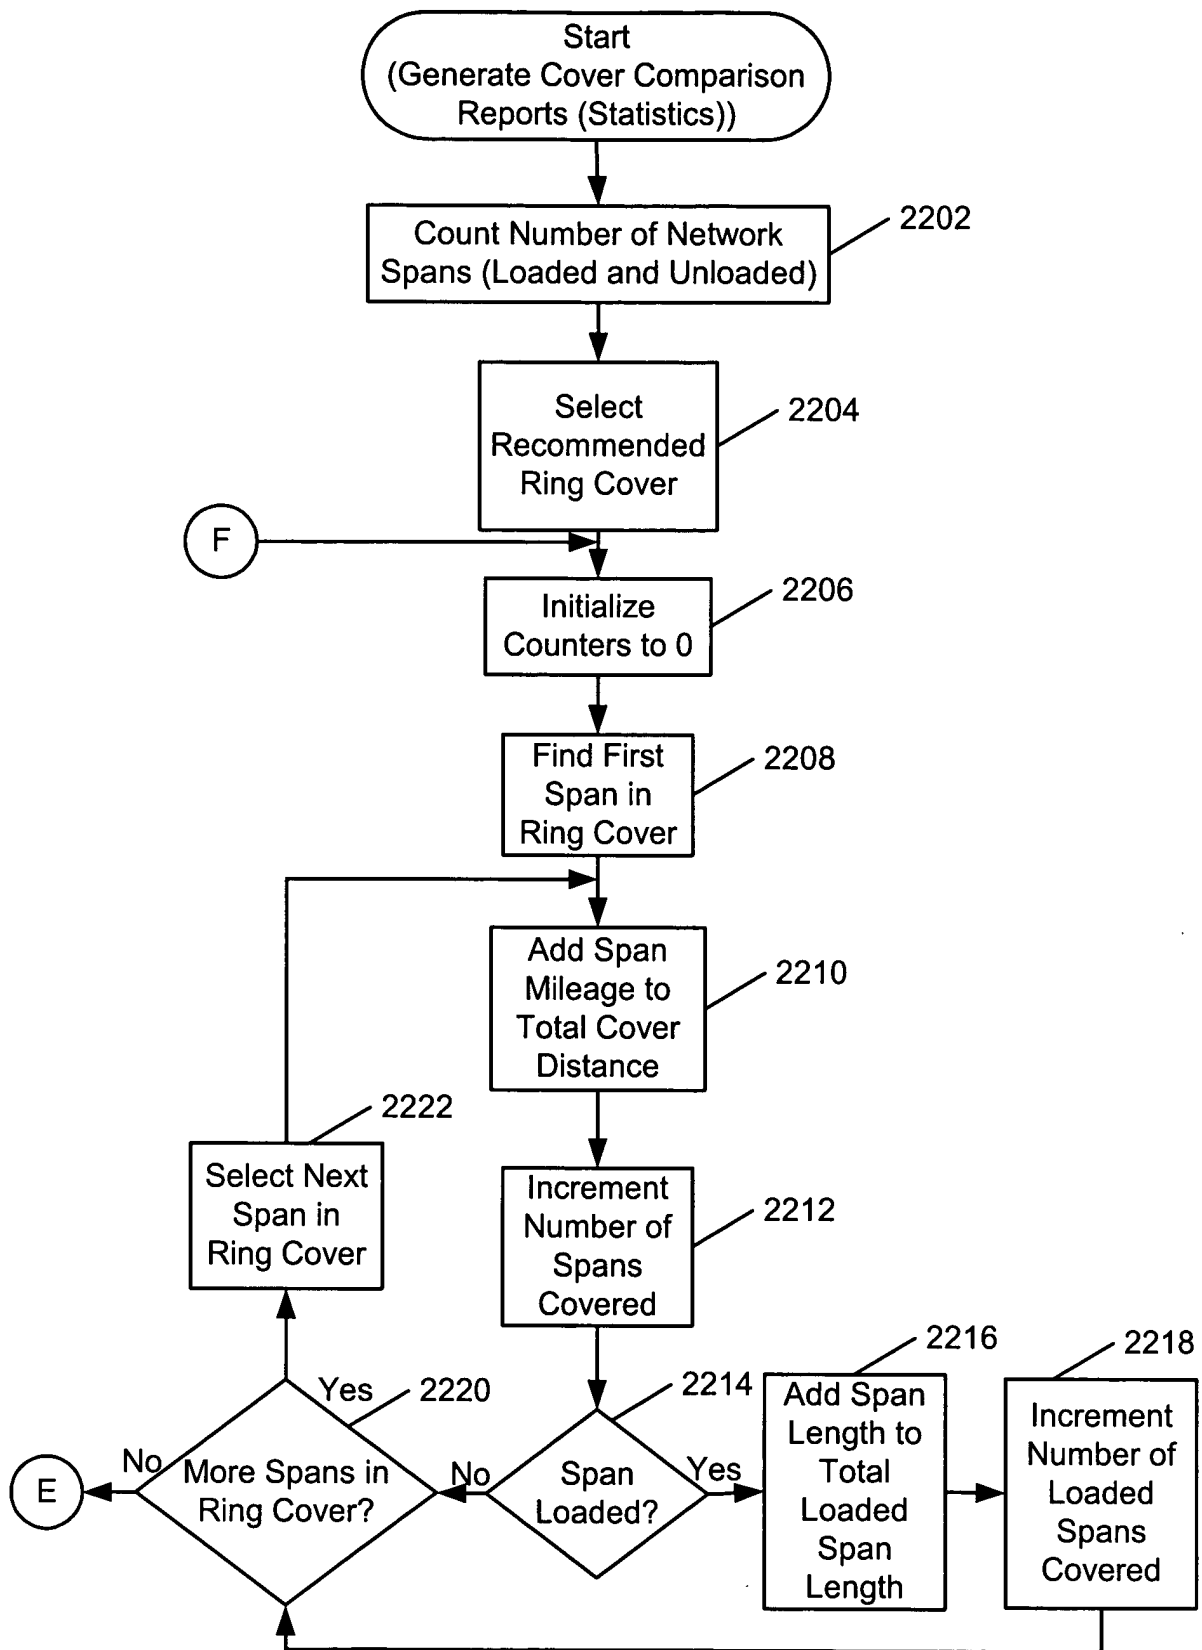 Start
(Generate Cover Comparison
Reports (Statistics))
2202
Count Number of Network
Spans (Loaded and Unloaded)
2204
Select
Recommended
Ring Cover
F
2206
Initialize
Counters to 0
2208
Find First
Span in
Ring Cover
2210
Add Span
Mileage to
Total Cover
Distance
2222
Select Next
Span in
Ring Cover
2212
Increment
Number of
Spans
Covered
2214
Span
Loaded?
Yes
No
2216
Add Span
Length to
Total
Loaded
Span
Length
2218
Increment
Number of
Loaded
Spans
Covered
2220
More Spans in
Ring Cover?
Yes
No
E